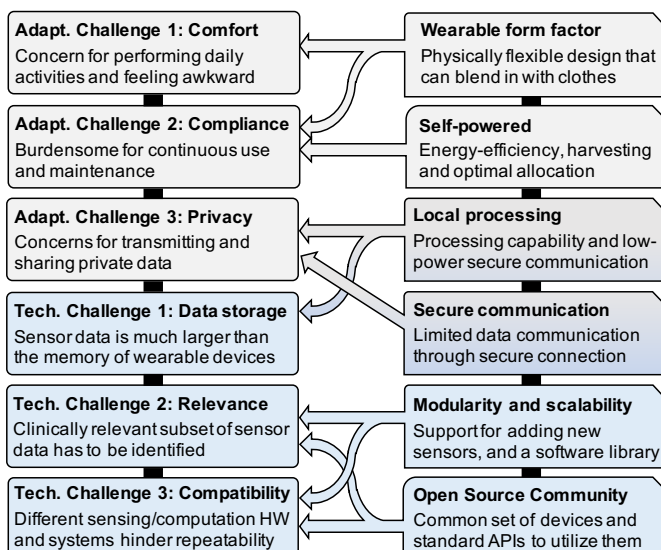 Adapt. Challenge 1: Comfort
Concern for performing daily
activities and feeling awkward
Adapt. Challenge 2: Compliance
Burdensome for continuous use
and maintenance
Adapt. Challenge 3: Privacy
Concerns for transmitting and
sharing private data
Tech. Challenge 1: Data storage
Sensor data is much larger than
the memory of wearable devices
Tech. Challenge 2: Relevance
Clinically relevant subset of sensor
data has to be identified
Tech. Challenge 3: Compatibility
Different sensing/computation HW
and systems hinder repeatability
Wearable form factor
Physically flexible design that
can blend in with clothes
Self-powered
Energy-efficiency, harvesting
and optimal allocation
Local processing
Processing capability and low-
power secure communication
Secure communication
Limited data communication
through secure connection
Modularity and scalability
Support for adding new
sensors, and a software library
Open Source Community
Common set of devices and
standard APIs to utilize them